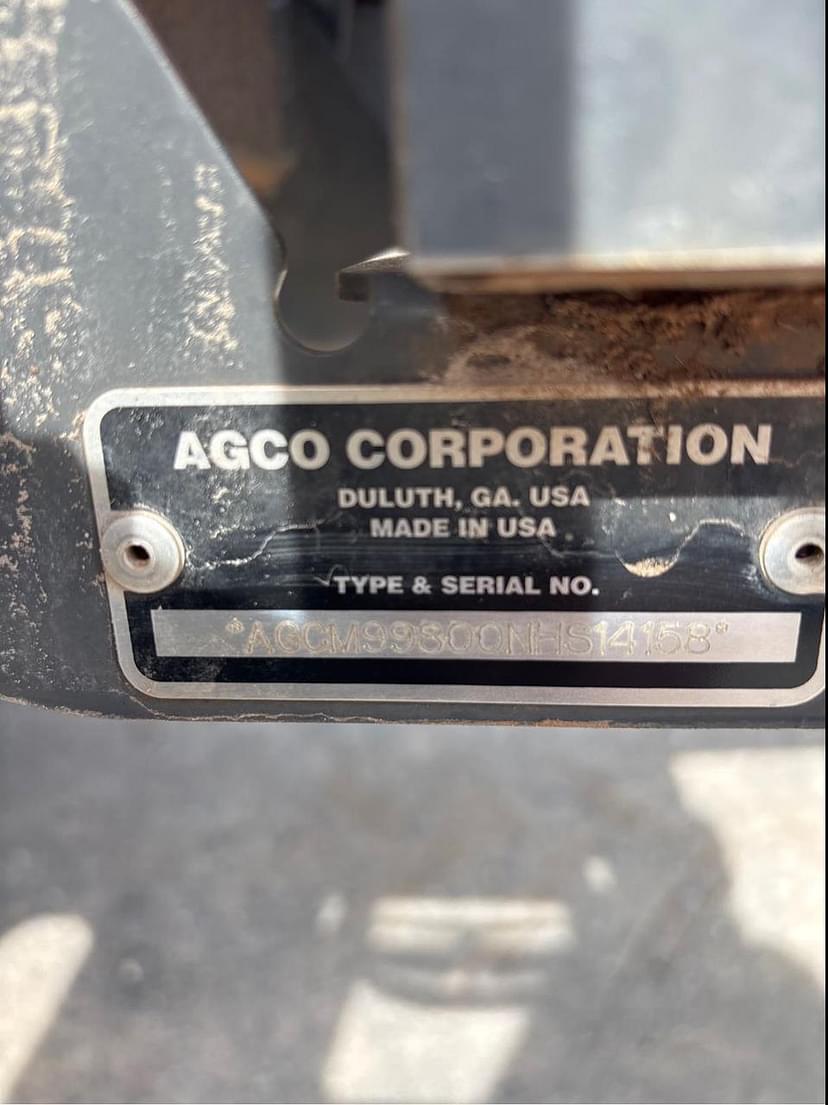 AGCO CORPORATION
DULUTH, GA. USA
MADE IN USA
TYPE & SERIAL NO.
*AGCM99800NHS14158*